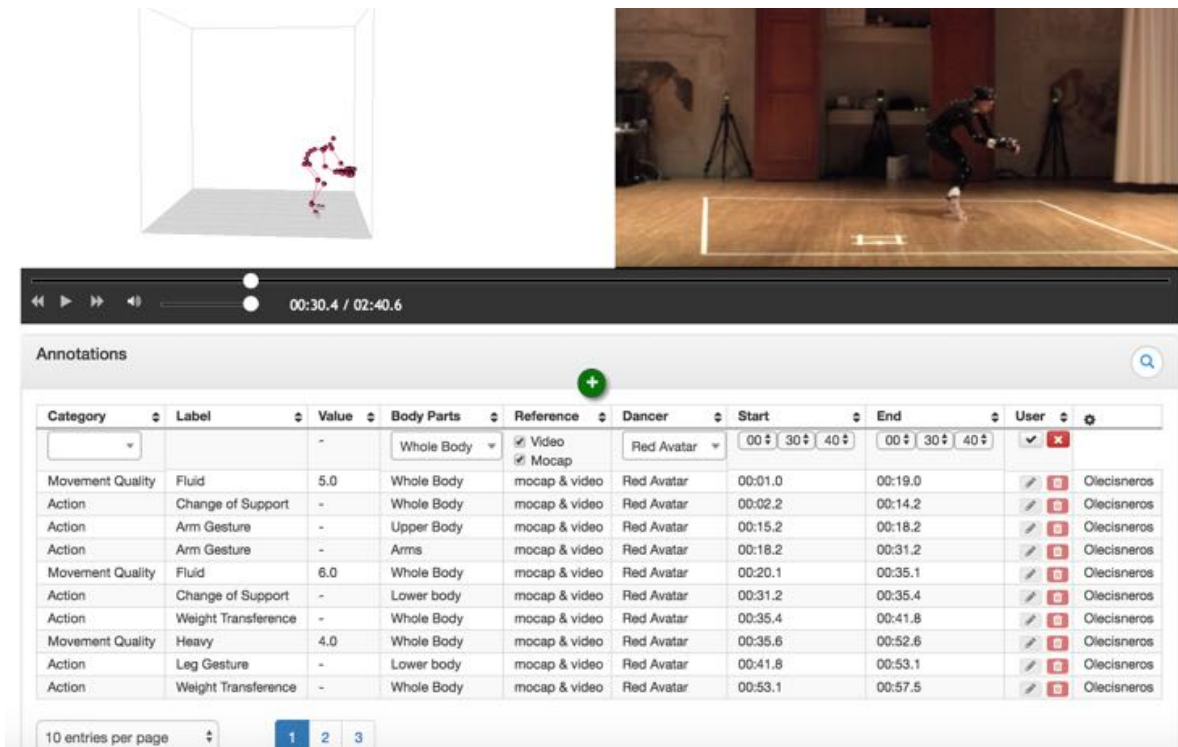 00:30.4 / 02:40.6
Annotations
Category Label Value Body Parts Reference Dancer Start End User
- Whole Body Video Red Avatar 00 30 40 00 30 40
Mocap
Movement Quality Fluid 5.0 Whole Body mocap & video Red Avatar 00:01.0 00:19.0 Olecisneros
Action Change of Support - Whole Body mocap & video Red Avatar 00:02.2 00:14.2 Olecisneros
Action Arm Gesture - Upper Body mocap & video Red Avatar 00:15.2 00:18.2 Olecisneros
Action Arm Gesture - Arms mocap & video Red Avatar 00:18.2 00:31.2 Olecisneros
Movement Quality Fluid 6.0 Whole Body mocap & video Red Avatar 00:20.1 00:35.1 Olecisneros
Action Change of Support - Lower body mocap & video Red Avatar 00:31.2 00:35.4 Olecisneros
Action Weight Transference - Whole Body mocap & video Red Avatar 00:35.4 00:41.8 Olecisneros
Movement Quality Heavy 4.0 Whole Body mocap & video Red Avatar 00:35.6 00:52.6 Olecisneros
Action Leg Gesture - Lower body mocap & video Red Avatar 00:41.8 00:53.1 Olecisneros
Action Weight Transference - Whole Body mocap & video Red Avatar 00:53.1 00:57.5 Olecisneros
10 entries per page 1 2 3